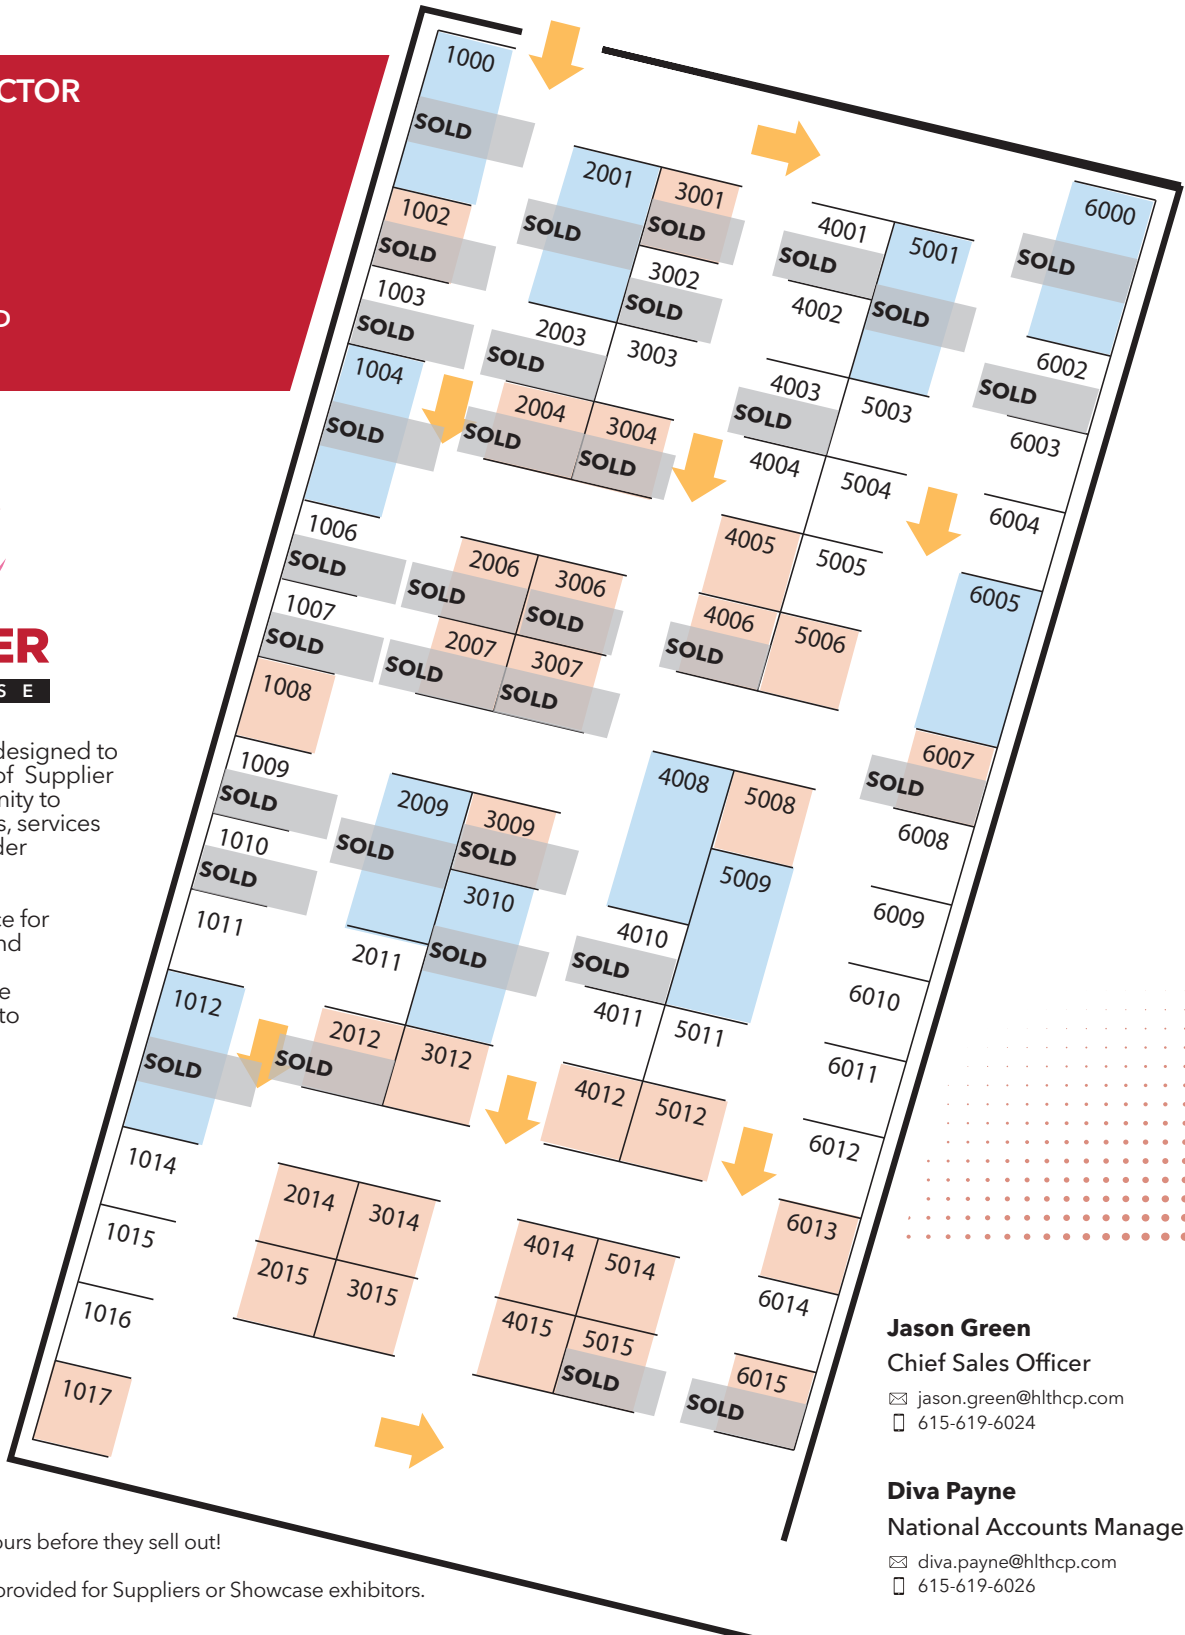 CTOR
D
ER
S E
designed to
of Supplier
nity to
s, services
der
ce for
nd
e
to
1000
SOLD
1002
SOLD
1003
SOLD
1004
SOLD
1006
SOLD
1007
SOLD
1008
1009
SOLD
1010
SOLD
1011
1012
SOLD
1014
1015
1016
1017
2001
SOLD
2003
SOLD
2004
SOLD
2006
SOLD
2007
SOLD
2009
SOLD
2011
2012
SOLD
2014
2015
3001
SOLD
3002
SOLD
3003
3004
SOLD
3006
SOLD
3007
SOLD
3009
SOLD
3010
SOLD
3012
3014
3015
4001
SOLD
4002
4003
SOLD
4004
4005
4006
SOLD
4008
4010
SOLD
4011
4012
4014
4015
5001
SOLD
5003
5004
5005
5006
5008
5009
5011
5012
5014
5015
SOLD
6000
SOLD
6002
SOLD
6003
6004
6005
6007
SOLD
6008
6009
6010
6011
6012
6013
6014
6015
SOLD
Jason Green
Chief Sales Officer
jason.green@hlthcp.com
615-619-6024
Diva Payne
National Accounts Manage
diva.payne@hlthcp.com
615-619-6026
ours before they sell out!
provided for Suppliers or Showcase exhibitors.